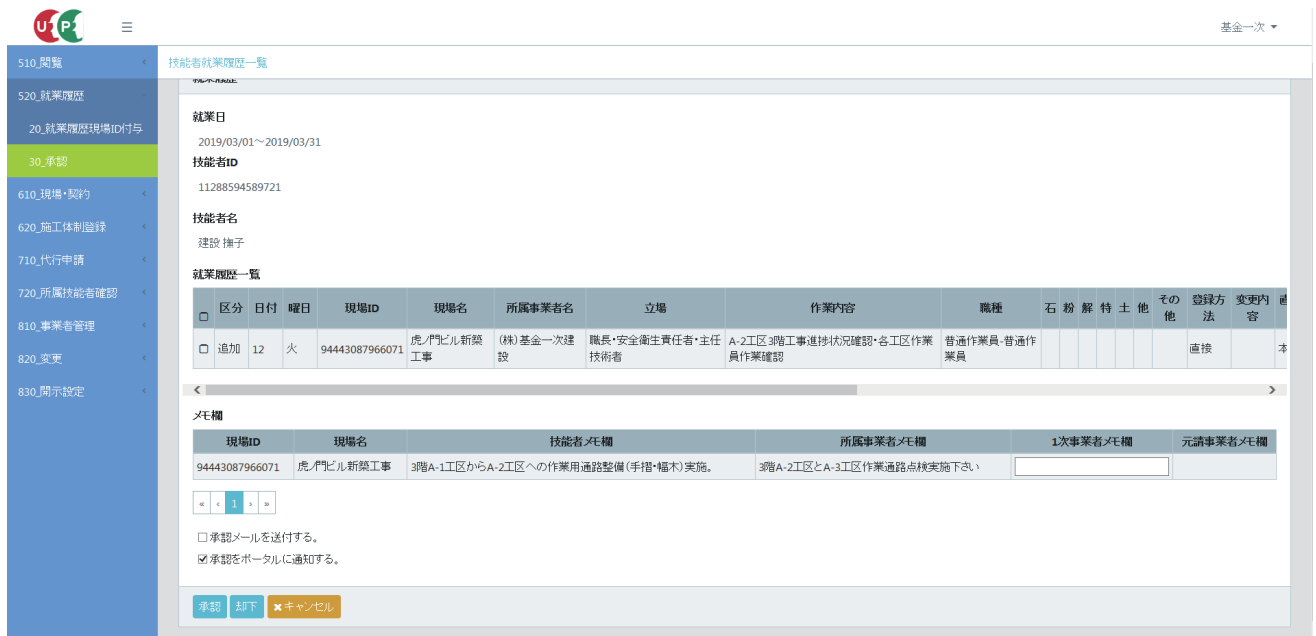 UP
☰
基金一次
510_閲覧
技能者就業履歴一覧
520_就業履歴
就業履歴
20_就業履歴現場ID付与
30_承認
610_現場・契約
620_施工体制登録
710_代行申請
720_所属技能者確認
810_事業者管理
820_変更
830_開示設定
就業日
2019/03/01～2019/03/31
技能者ID
11288594589721
技能者名
建設 撫子
就業履歴一覧
区分 日付 曜日 現場ID 現場名 所属事業者名 立場 作業内容 職種 石 粉 解 特 土 他 その他 登録方法 変更内容 直
追加 12 火 94443087966071 虎ノ門ビル新築工事 (株)基金一次建設 職長・安全衛生責任者・主任技術者 A-2工区3階工事進捗状況確認・各工区作業員作業確認 普通作業員-普通作業員 直接 本
メモ欄
現場ID 現場名 技能者メモ欄 所属事業者メモ欄 1次事業者メモ欄 元請事業者メモ欄
94443087966071 虎ノ門ビル新築工事 3階A-1工区からA-2工区への作業用通路整備(手摺・幅木)実施。 3階A-2工区とA-3工区作業通路点検実施下さい
« ‹ 1 › »
承認メールを送付する。
承認をポータルに通知する。
承認 却下 ✖キャンセル